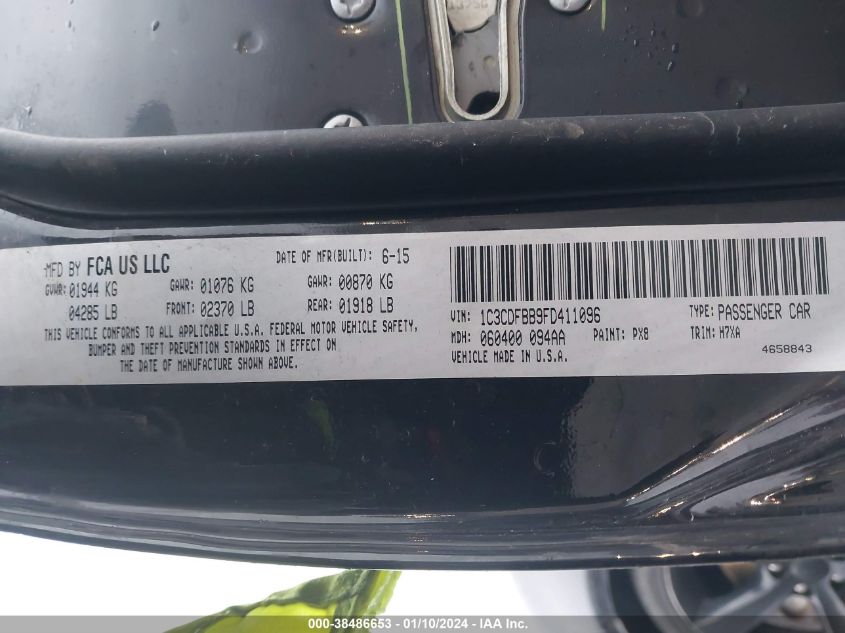 MFD BY FCA US LLC
DATE OF MFR(BUILT): 6-15
GVWR: 01944 KG
04285 LB
GAWR: 01076 KG
FRONT: 02370 LB
GAWR: 00870 KG
REAR: 01918 LB
THIS VEHICLE CONFORMS TO ALL APPLICABLE U.S.A. FEDERAL MOTOR VEHICLE SAFETY,
BUMPER AND THEFT PREVENTION STANDARDS IN EFFECT ON
THE DATE OF MANUFACTURE SHOWN ABOVE.
VIN: 1C3CDFBB9FD411096
TYPE: PASSENGER CAR
MDH: 060400 094AA
PAINT: PX8
TRIM: H7XA
VEHICLE MADE IN U.S.A.
4658843
000-38486653 - 01/10/2024 - IAA Inc.